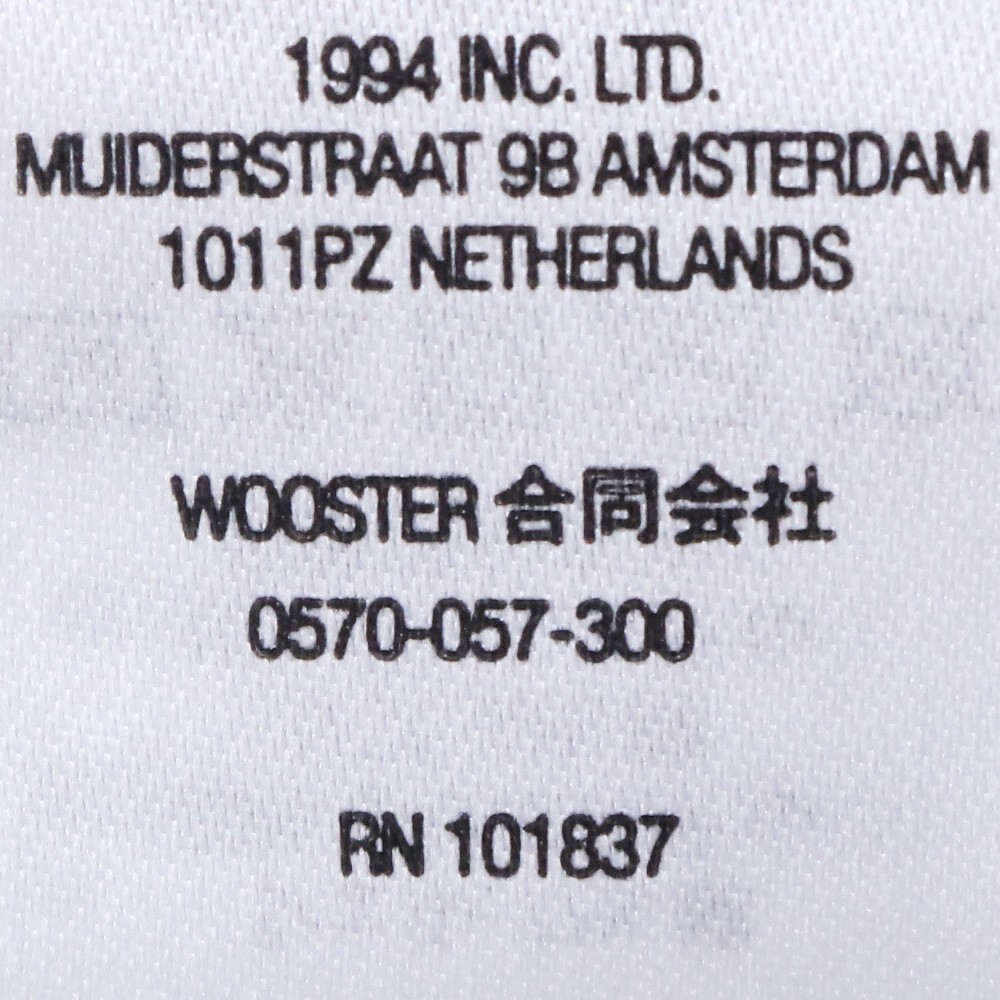 1994 INC. LTD.
MUIDERSTRAAT 9B AMSTERDAM
1011PZ NETHERLANDS
WOOSTER 合同会社
0570-057-300
RN 101837